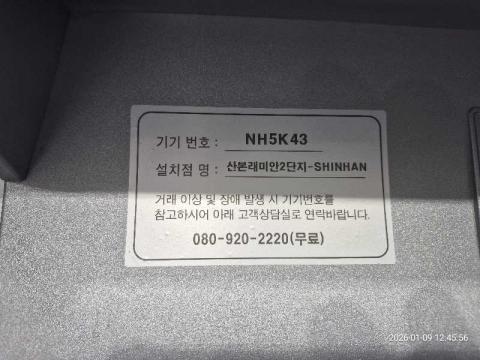 기기 번호 : NH5K43
설치점 명 : 산본래미안2단지-SHINHAN
거래 이상 및 장애 발생 시 기기번호를
참고하시어 아래 고객상담실로 연락바랍니다.
080-920-2220(무료)
2026-01-09 12:45:56